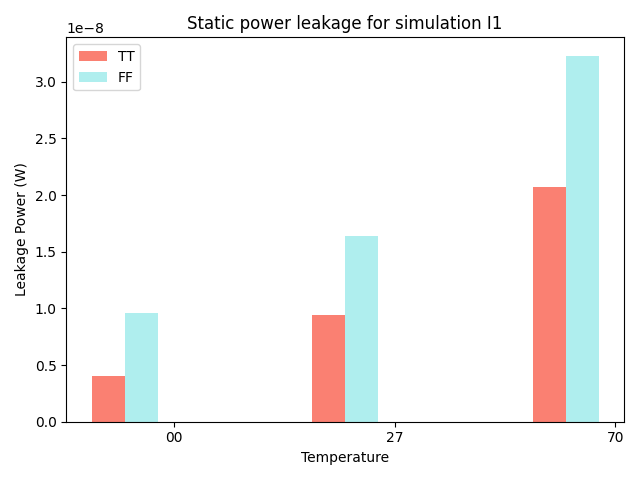 Static power leakage for simulation I1
1e−8
TT
FF
3.0
2.5
2.0
1.5
1.0
0.5
0.0
Leakage Power (W)
00
27
70
Temperature